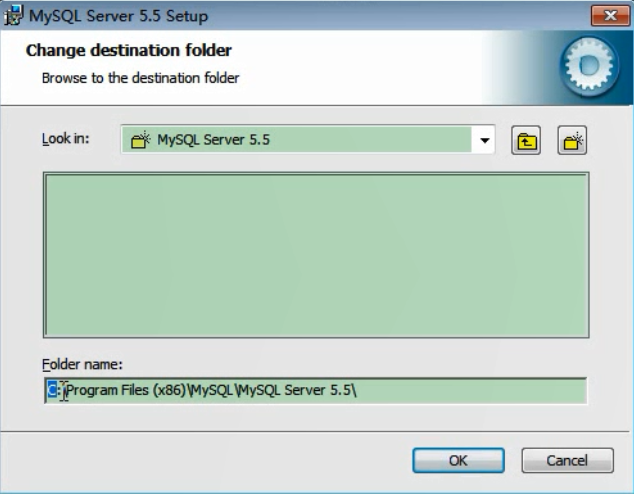 MySQL Server 5.5 Setup
Change destination folder
Browse to the destination folder
Look in:
MySQL Server 5.5
Folder name:
C:\Program Files (x86)\MySQL\MySQL Server 5.5\
OK
Cancel